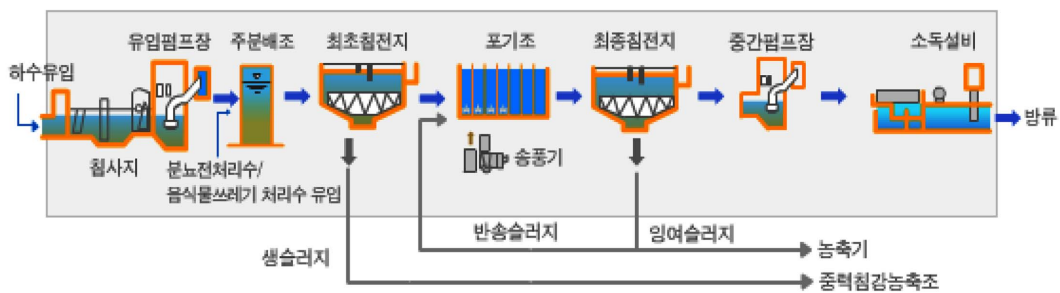 유입펌프장
주분배조
최초침전지
포기조
최종침전지
중간펌프장
소독설비
하수유입
방류
침사지
분뇨전처리수/
음식물쓰레기 처리수 유입
송풍기
생슬러지
반송슬러지
잉여슬러지
농축기
중력침강농축조